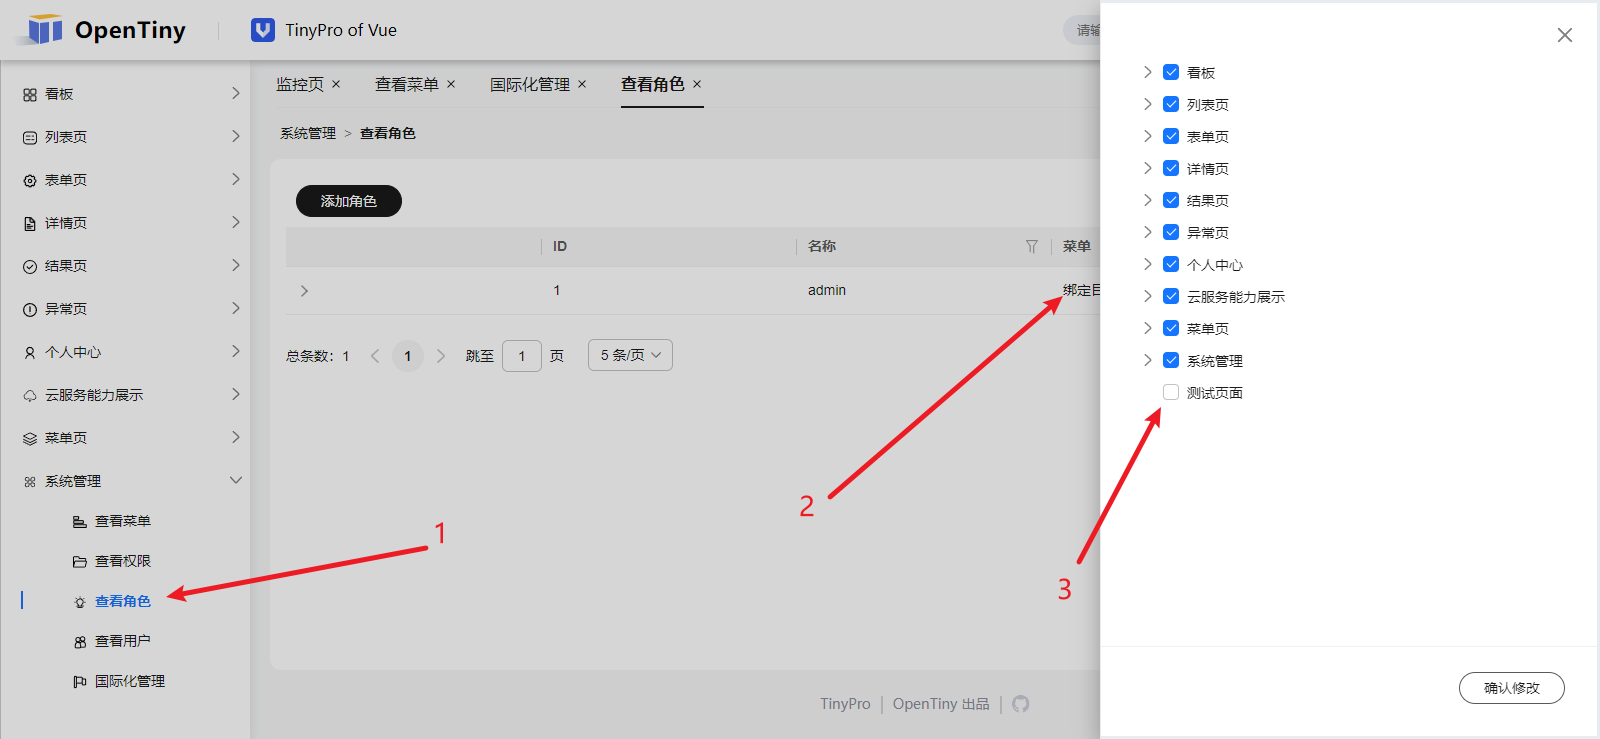 OpenTiny
TinyPro of Vue
请输
看板
列表页
表单页
详情页
结果页
异常页
个人中心
云服务能力展示
菜单页
系统管理
查看菜单
查看权限
查看角色
查看用户
国际化管理
监控页 × 查看菜单 × 国际化管理 × 查看角色 ×
系统管理 > 查看角色
添加角色
ID 名称 菜单
1 admin 绑定
总条数: 1 1 跳至 1 页 5 条/页
1
2
3
TinyPro | OpenTiny 出品 |
看板
列表页
表单页
详情页
结果页
异常页
个人中心
云服务能力展示
菜单页
系统管理
测试页面
确认修改